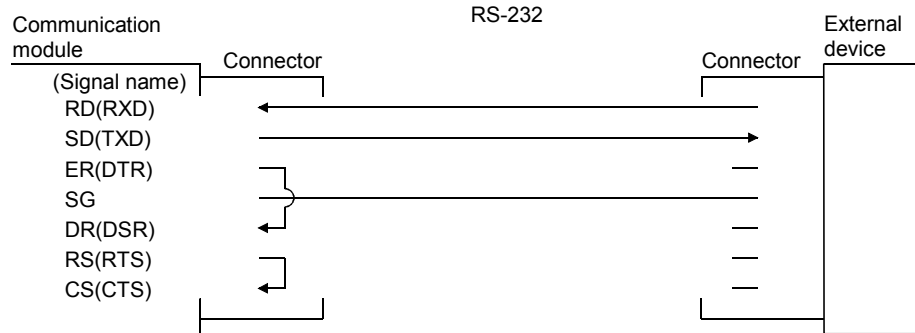 RS-232
Communication
module
External
device
Connector
Connector
(Signal name)
RD(RXD)
SD(TXD)
ER(DTR)
SG
DR(DSR)
RS(RTS)
CS(CTS)